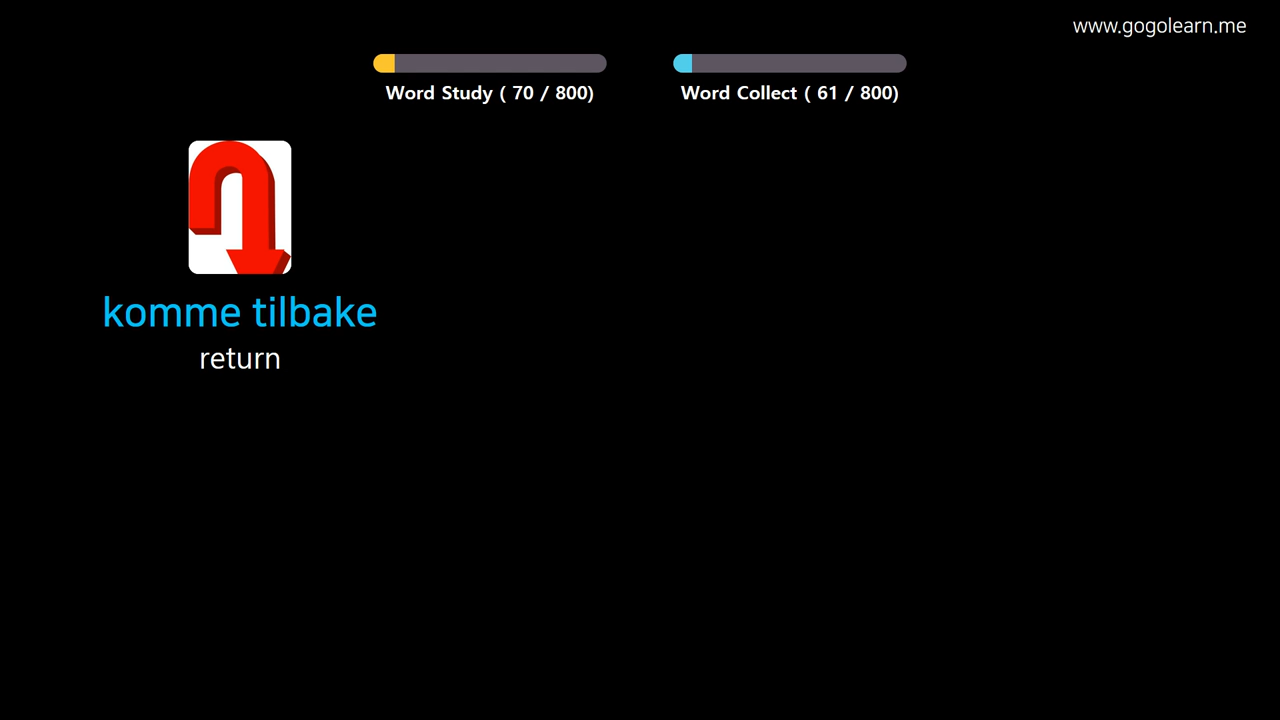 www.gogolearn.me
Word Study ( 70 / 800)
Word Collect ( 61 / 800)
komme tilbake
return